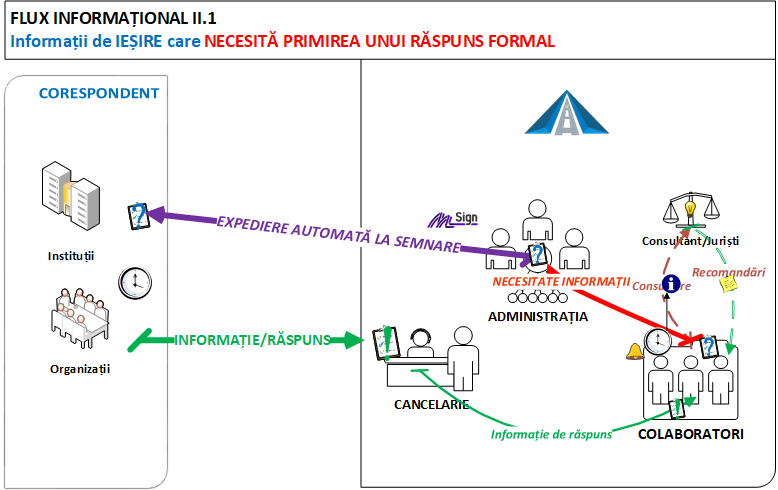 FLUX INFORMAȚIONAL II.1
Informații de IEȘIRE care NECESITĂ PRIMIREA UNUI RĂSPUNS FORMAL
CORESPONDENT
Instituții
EXPEDIERE AUTOMATĂ LA SEMNARE
Sign
Consultant/Juriști
NECESITATE INFORMAȚII
Recomandări
ADMINISTRAȚIA
INFORMAȚIE/RĂSPUNS
Organizații
CANCELARIE
Informație de răspuns
COLABORATORI